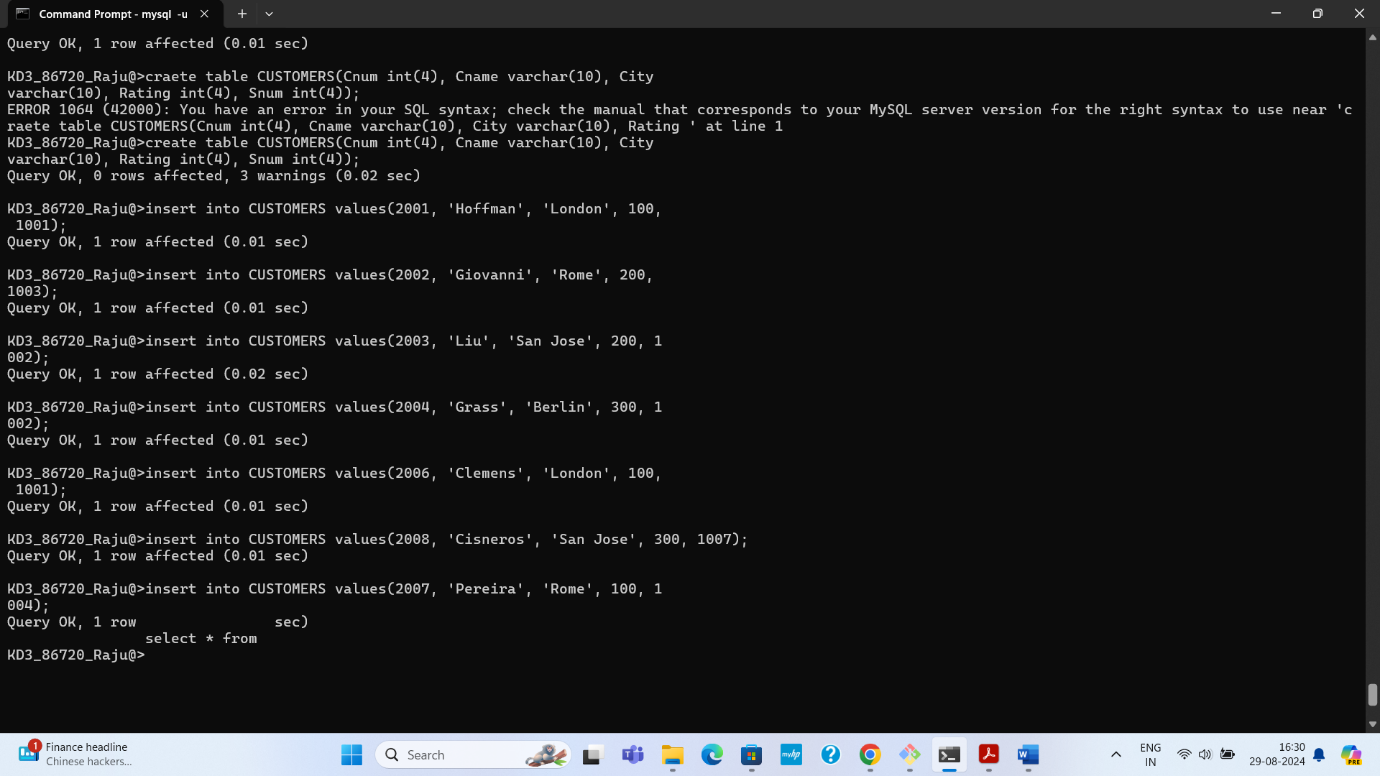 Command Prompt - mysql -u
Query OK, 1 row affected (0.01 sec)
KD3_86720_Raju@>craete table CUSTOMERS(Cnum int(4), Cname varchar(10), City
varchar(10), Rating int(4), Snum int(4));
ERROR 1064 (42000): You have an error in your SQL syntax; check the manual that corresponds to your MySQL server version for the right syntax to use near 'c
raete table CUSTOMERS(Cnum int(4), Cname varchar(10), City varchar(10), Rating ' at line 1
KD3_86720_Raju@>create table CUSTOMERS(Cnum int(4), Cname varchar(10), City
varchar(10), Rating int(4), Snum int(4));
Query OK, 0 rows affected, 3 warnings (0.02 sec)
KD3_86720_Raju@>insert into CUSTOMERS values(2001, 'Hoffman', 'London', 100,
1001);
Query OK, 1 row affected (0.01 sec)
KD3_86720_Raju@>insert into CUSTOMERS values(2002, 'Giovanni', 'Rome', 200,
1003);
Query OK, 1 row affected (0.01 sec)
KD3_86720_Raju@>insert into CUSTOMERS values(2003, 'Liu', 'San Jose', 200, 1
002);
Query OK, 1 row affected (0.02 sec)
KD3_86720_Raju@>insert into CUSTOMERS values(2004, 'Grass', 'Berlin', 300, 1
002);
Query OK, 1 row affected (0.01 sec)
KD3_86720_Raju@>insert into CUSTOMERS values(2006, 'Clemens', 'London', 100,
1001);
Query OK, 1 row affected (0.01 sec)
KD3_86720_Raju@>insert into CUSTOMERS values(2008, 'Cisneros', 'San Jose', 300, 1007);
Query OK, 1 row affected (0.01 sec)
KD3_86720_Raju@>insert into CUSTOMERS values(2007, 'Pereira', 'Rome', 100, 1
004);
Query OK, 1 row sec)
select * from
KD3_86720_Raju@>
1
Finance headline
Chinese hackers...
Search
myhp
ENG
IN
16:30
29-08-2024
PRE